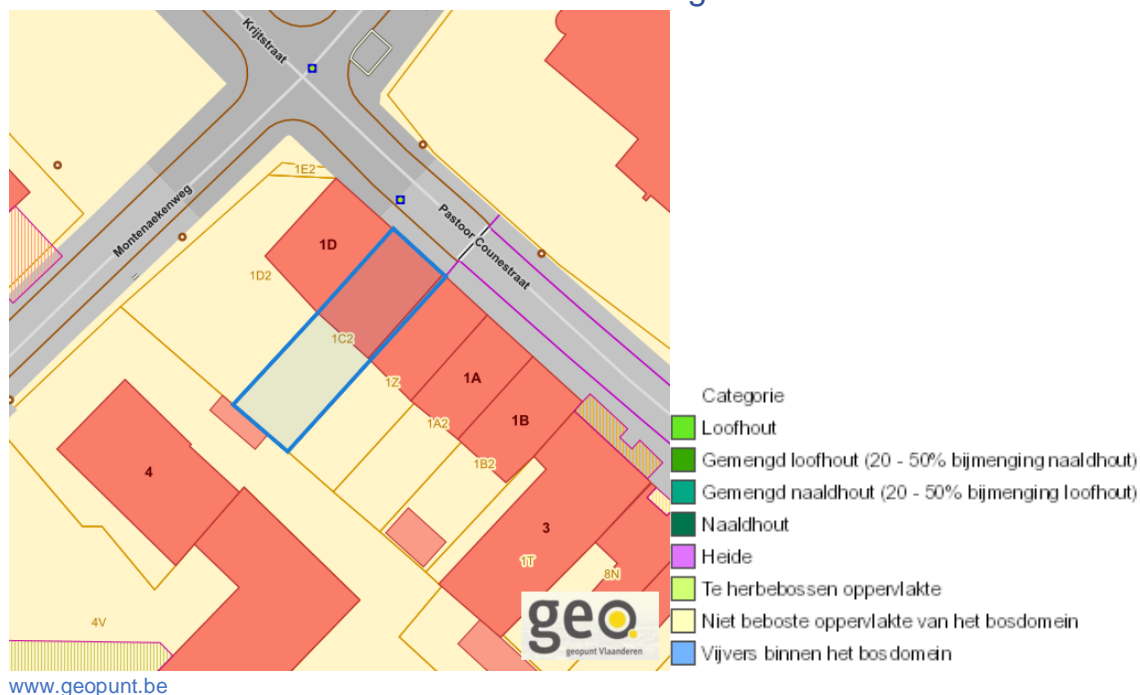 Krijtstraat
1E2
Montenaekenweg
Pastoor Counestraat
1D
1D2
1C2
1Z
1A
1A2
1B
1B2
4
3
1T
8N
4V
geo.
geopunt Vlaanderen
Categorie
Loofhout
Gemengd loofhout (20 - 50% bijmenging naaldhout)
Gemengd naaldhout (20 - 50% bijmenging loofhout)
Naaldhout
Heide
Te herbebossen oppervlakte
Niet beboste oppervlakte van het bosdomein
Vijvers binnen het bosdomein
www.geopunt.be